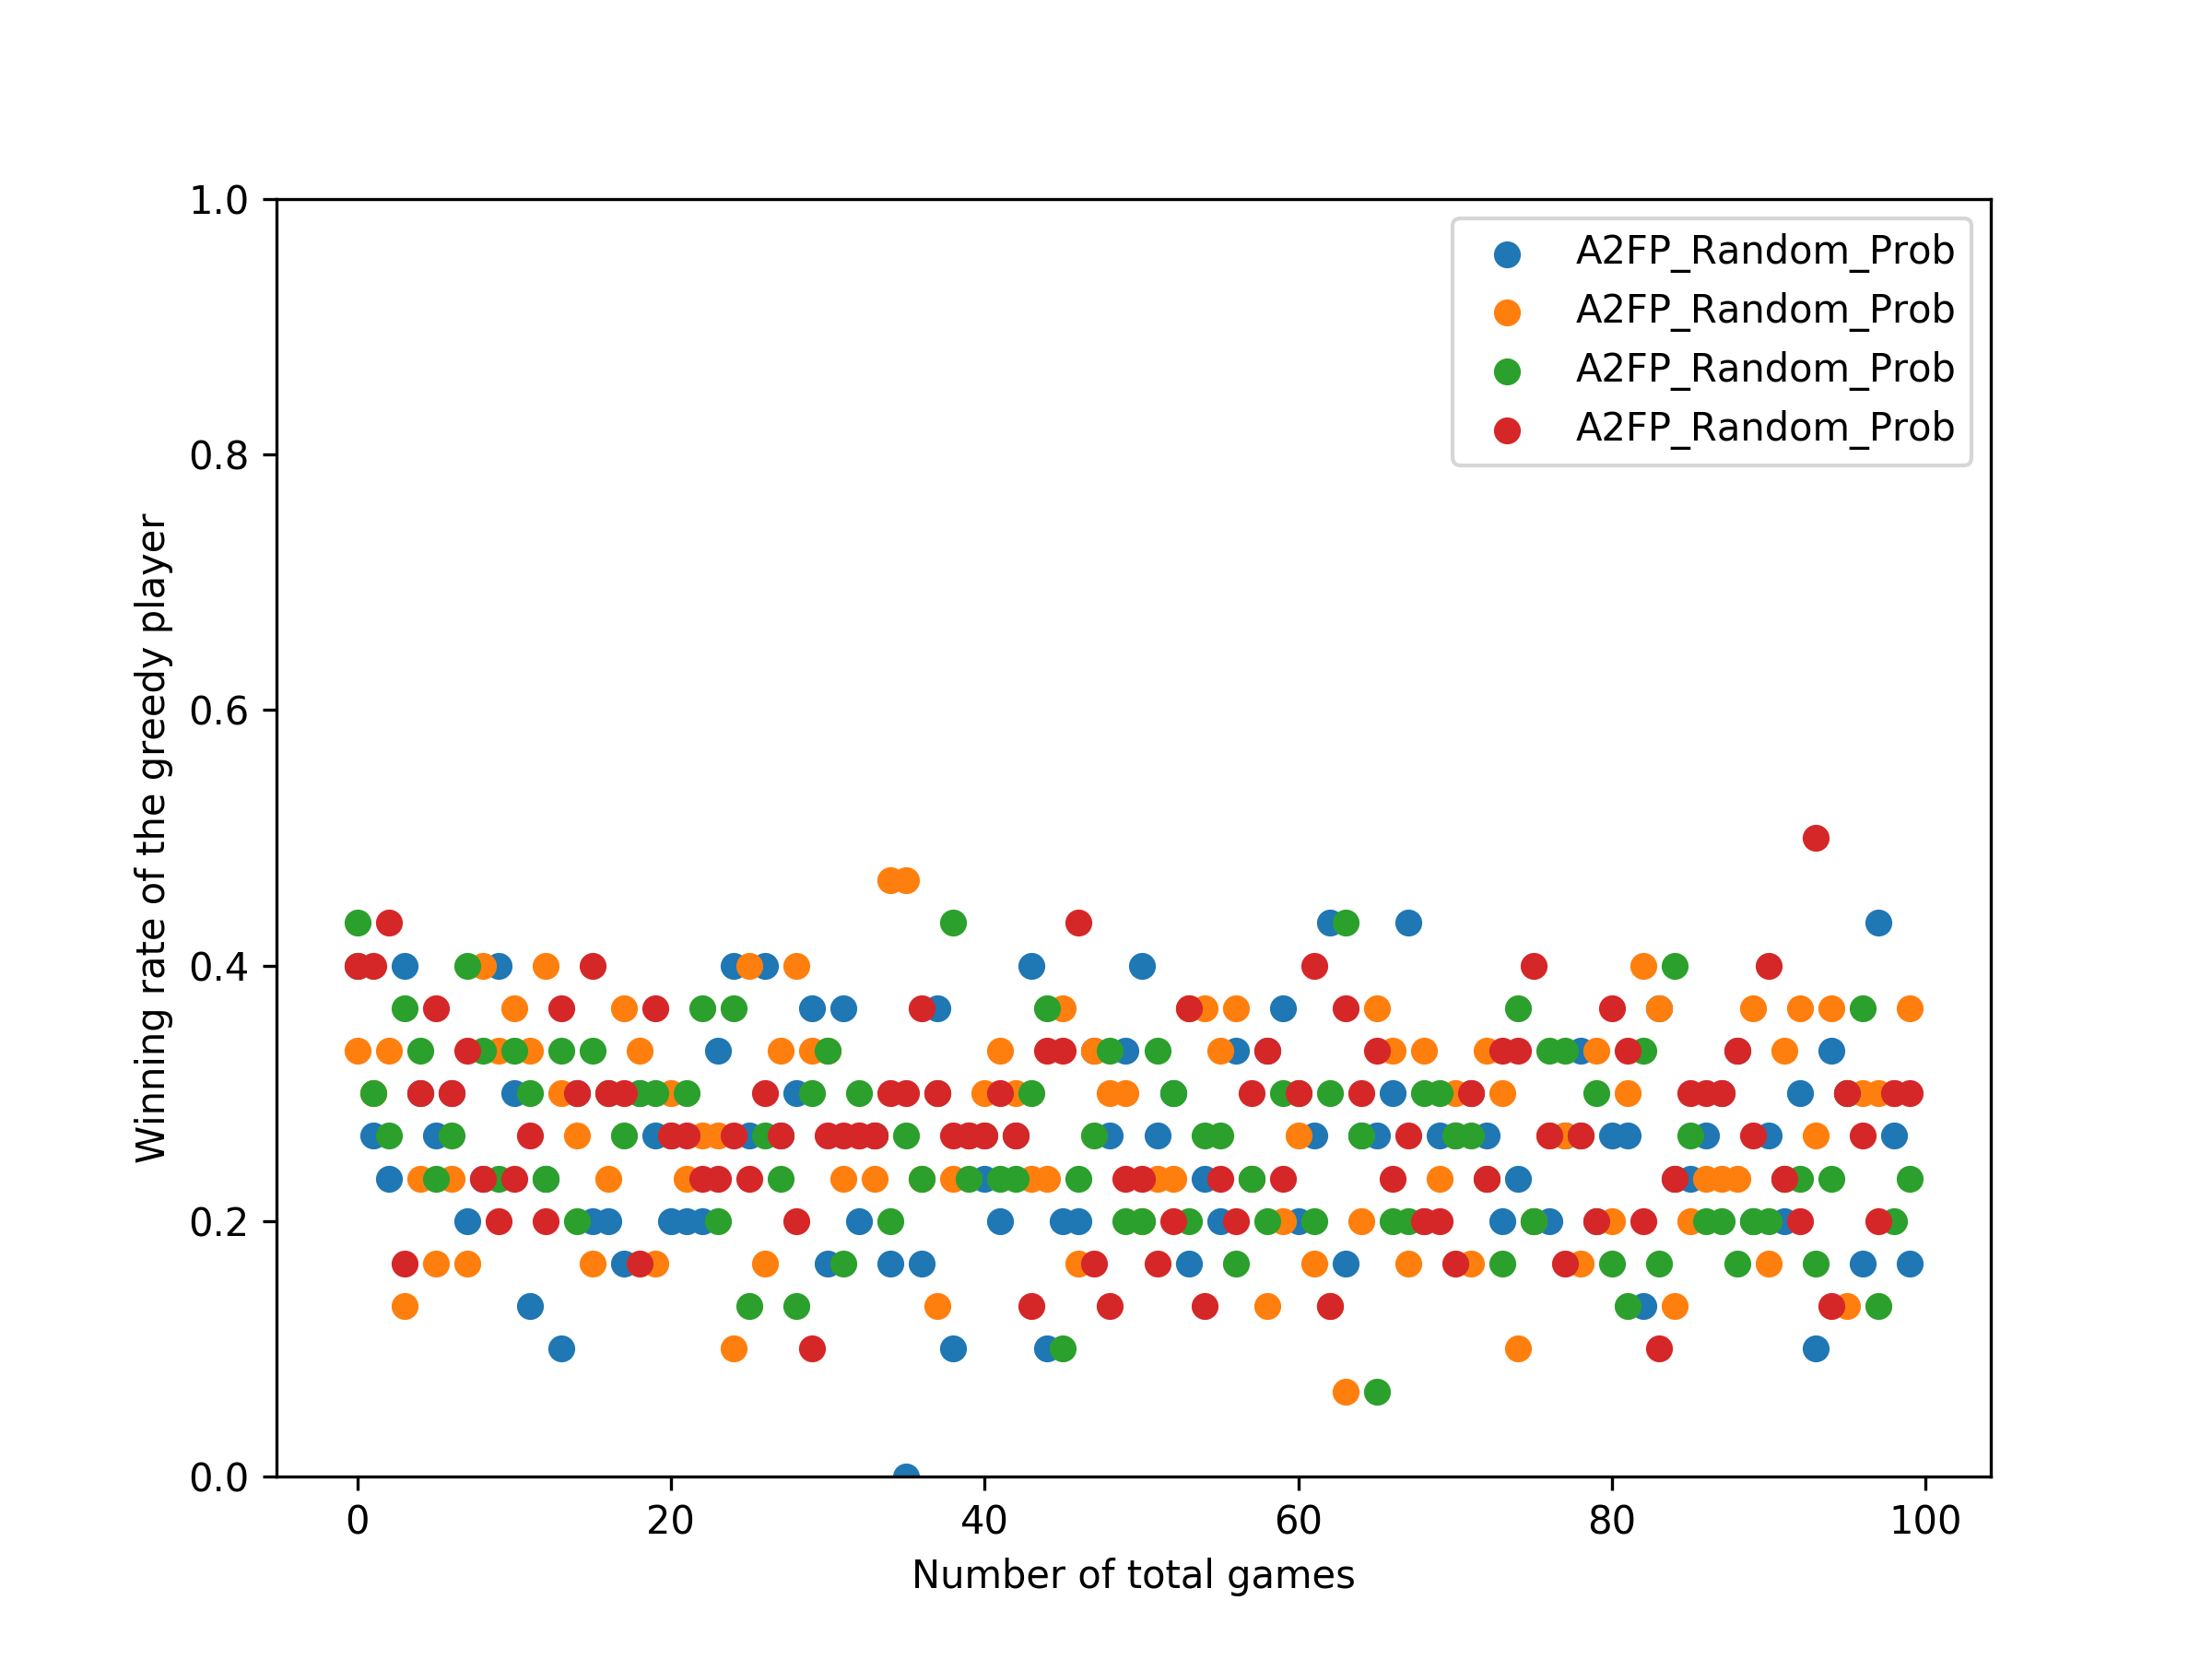 1.0
0.8
0.6
0.4
0.2
0.0
Winning rate of the greedy player
A2FP_Random_Prob
A2FP_Random_Prob
A2FP_Random_Prob
A2FP_Random_Prob
0 20 40 60 80 100
Number of total games